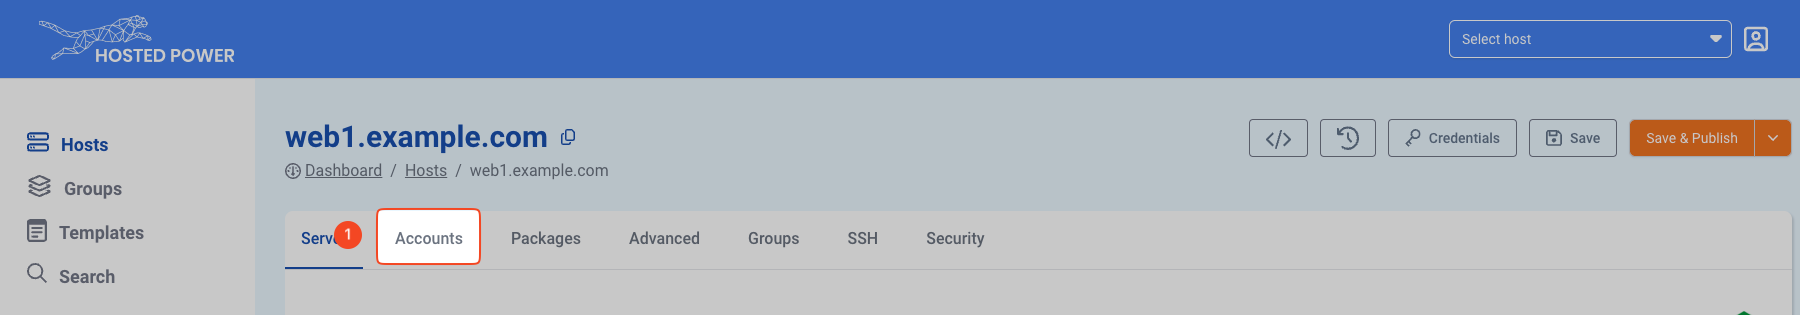 HOSTED POWER
Select host
Hosts
Groups
Templates
Search
web1.example.com
Dashboard / Hosts / web1.example.com
</> Credentials Save Save & Publish
1 Accounts Packages Advanced Groups SSH Security